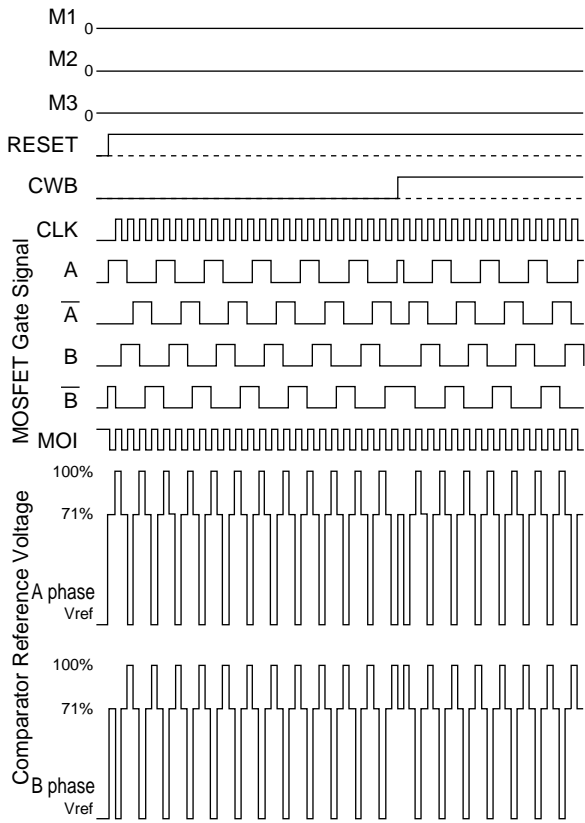 M1 0
M2 0
M3 0
RESET
CWB
CLK
MOSFET Gate Signal
A
A̅
B
B̅
MOI
Comparator Reference Voltage
100%
71%
A phase
Vref
100%
71%
B phase
Vref